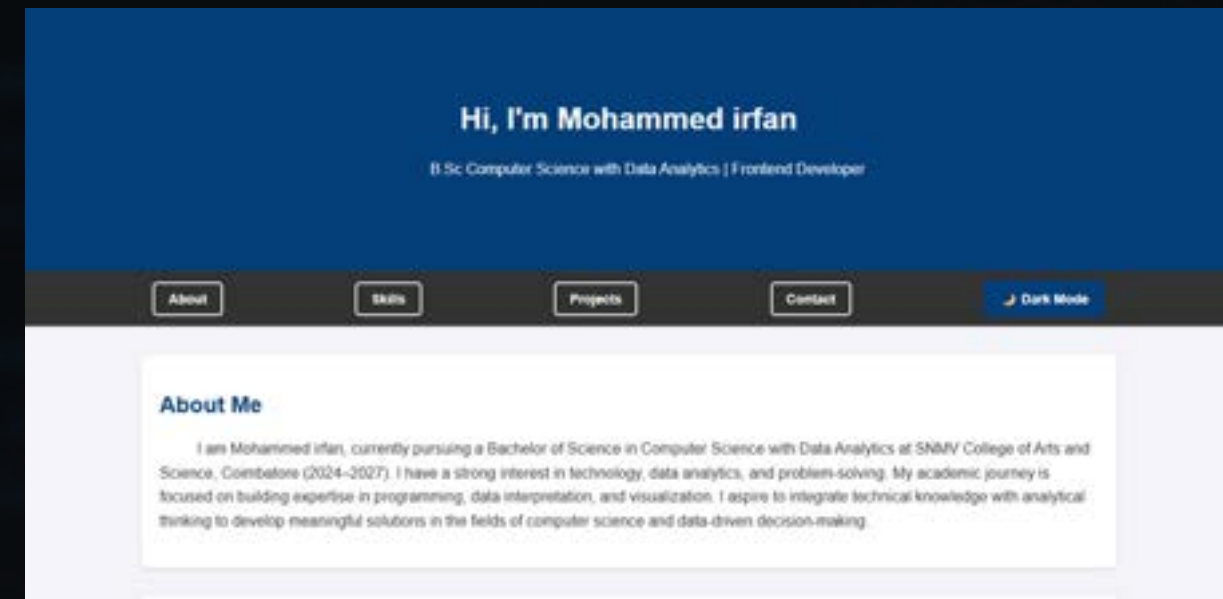 Hi, I'm Mohammed irfan
B.Sc Computer Science with Data Analytics | Frontend Developer
About
Skills
Projects
Contact
🌙 Dark Mode
About Me
I am Mohammed irfan, currently pursuing a Bachelor of Science in Computer Science with Data Analytics at SNMV College of Arts and
Science, Coimbatore (2024–2027). I have a strong interest in technology, data analytics, and problem-solving. My academic journey is
focused on building expertise in programming, data interpretation, and visualization. I aspire to integrate technical knowledge with analytical
thinking to develop meaningful solutions in the fields of computer science and data-driven decision-making.